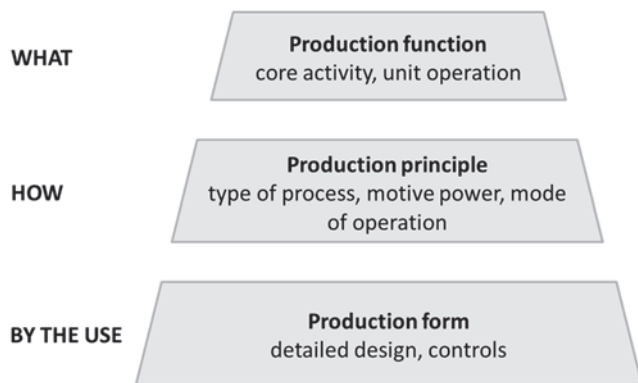 WHAT
Production function
core activity, unit operation
HOW
Production principle
type of process, motive power, mode
of operation
BY THE USE
Production form
detailed design, controls